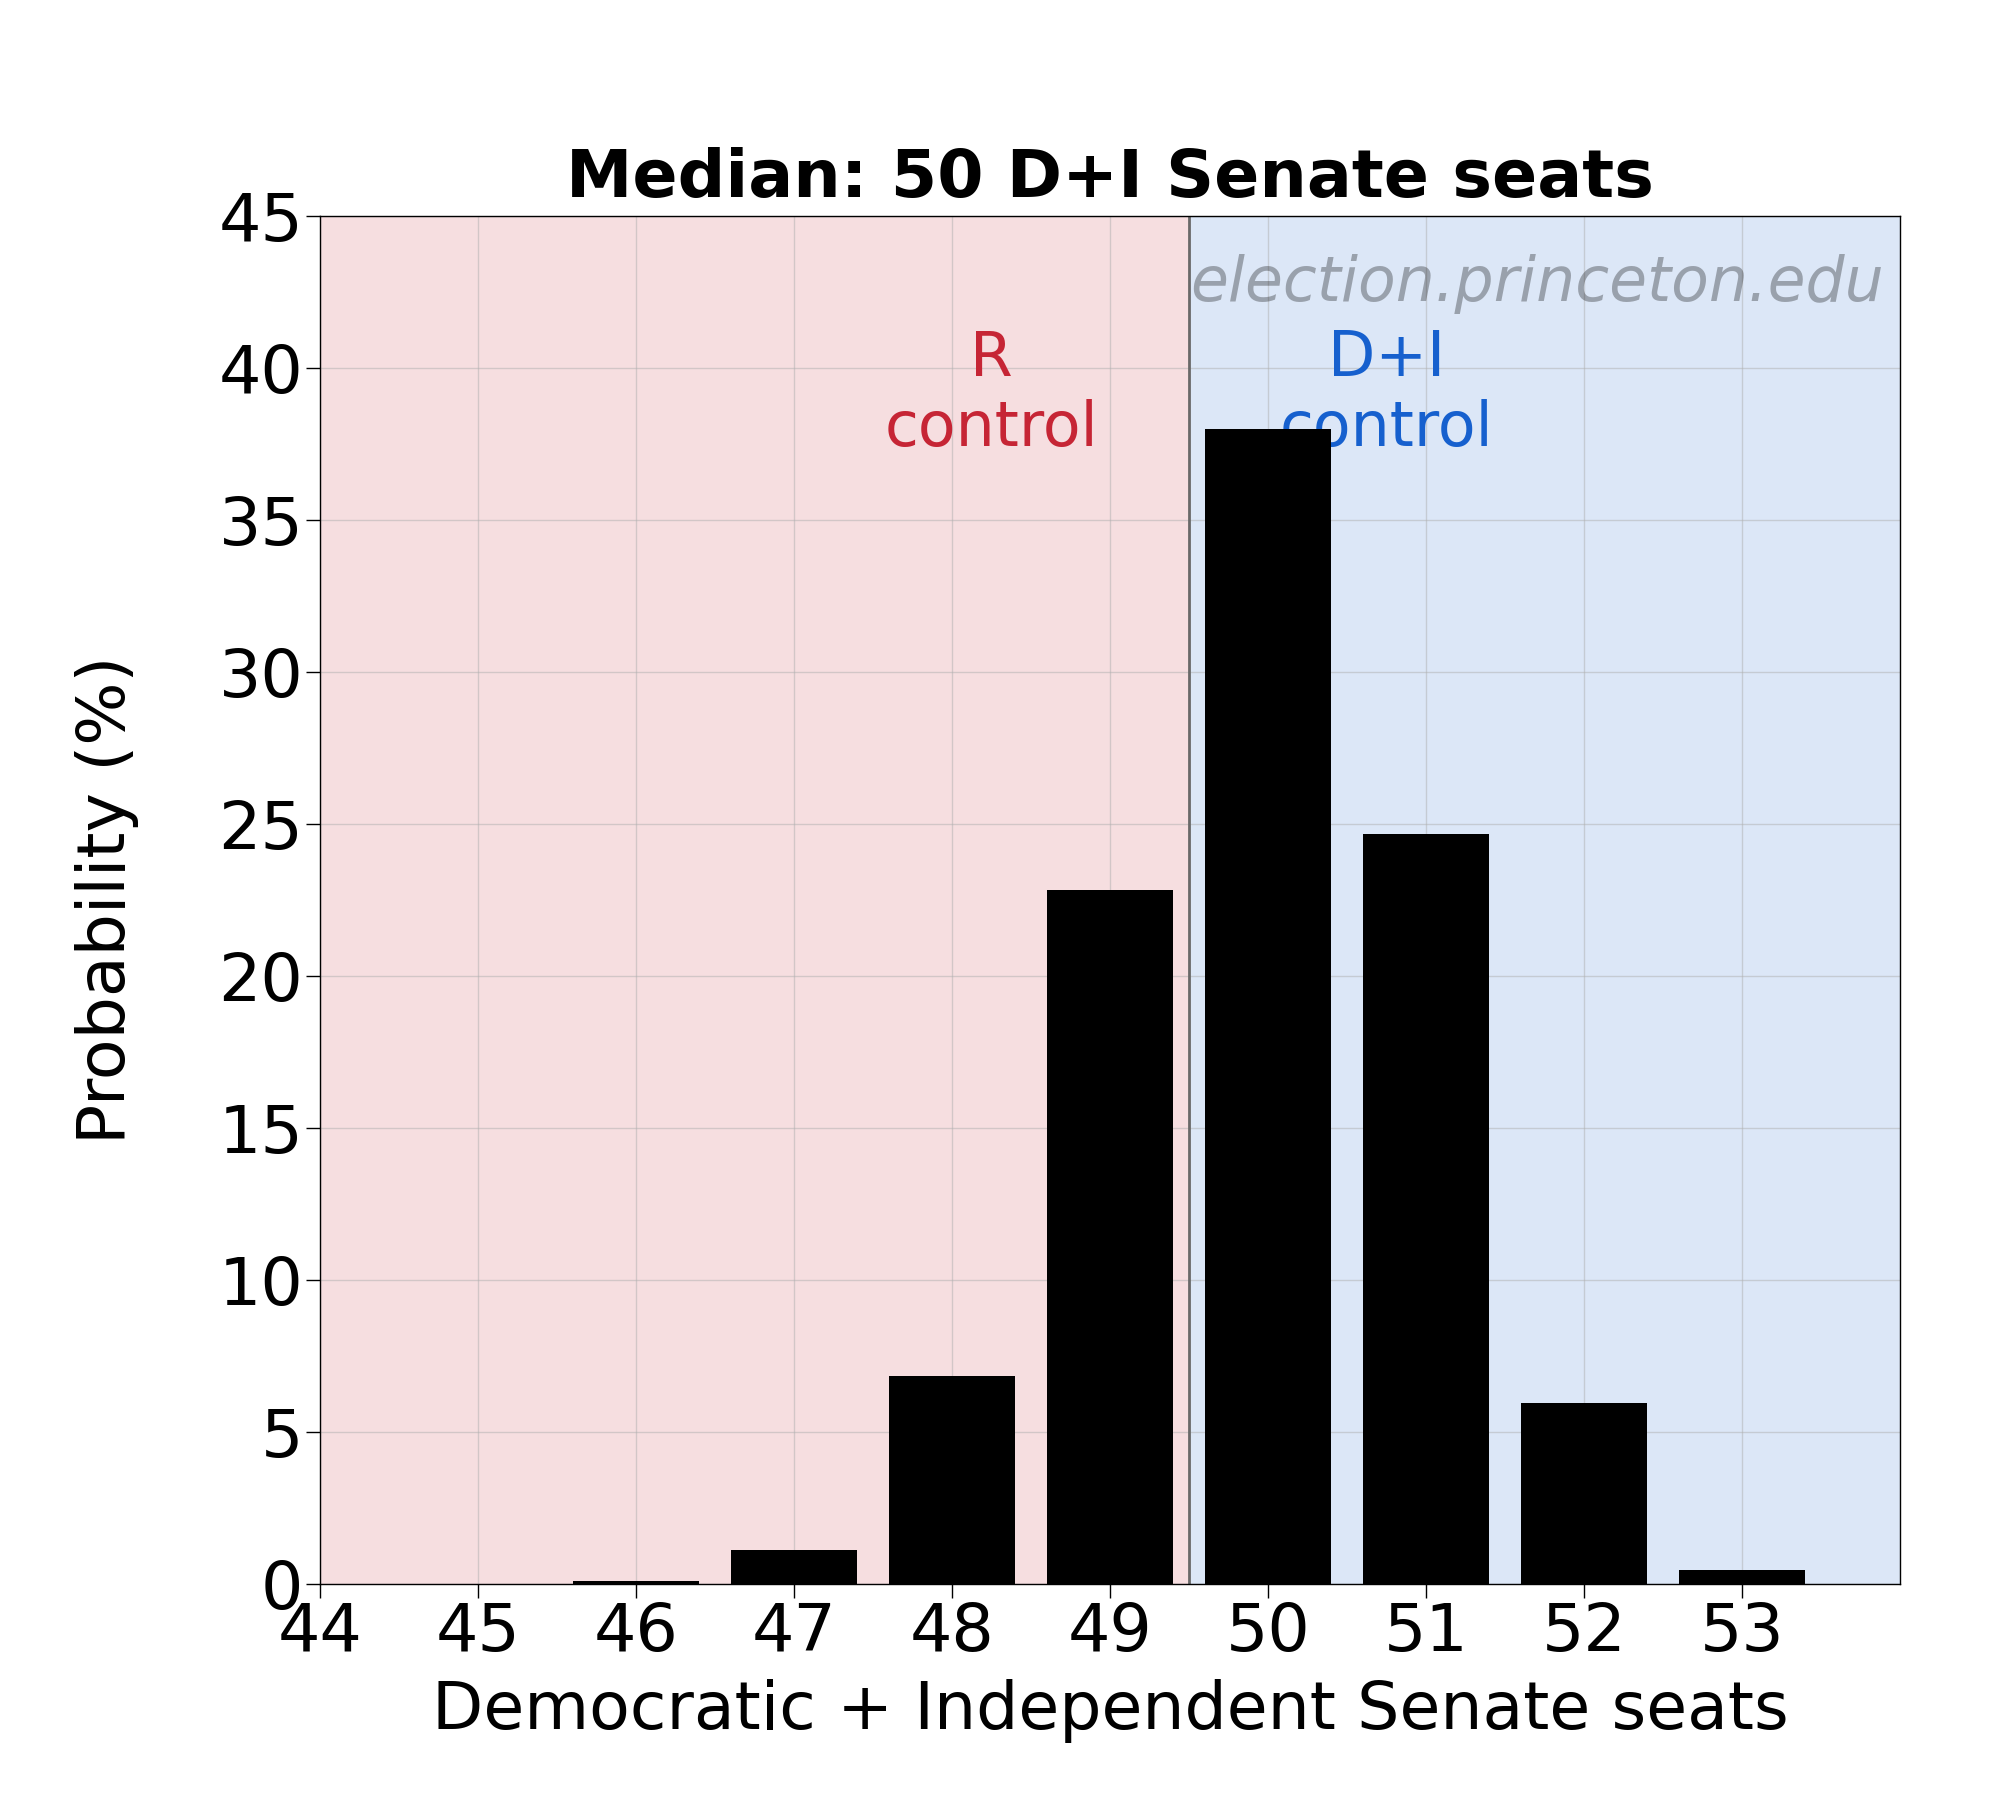 Median: 50 D+I Senate seats
election.princeton.edu
R
control
D+I
control
Probability (%)
45
40
35
30
25
20
15
10
5
0
44 45 46 47 48 49 50 51 52 53
Democratic + Independent Senate seats